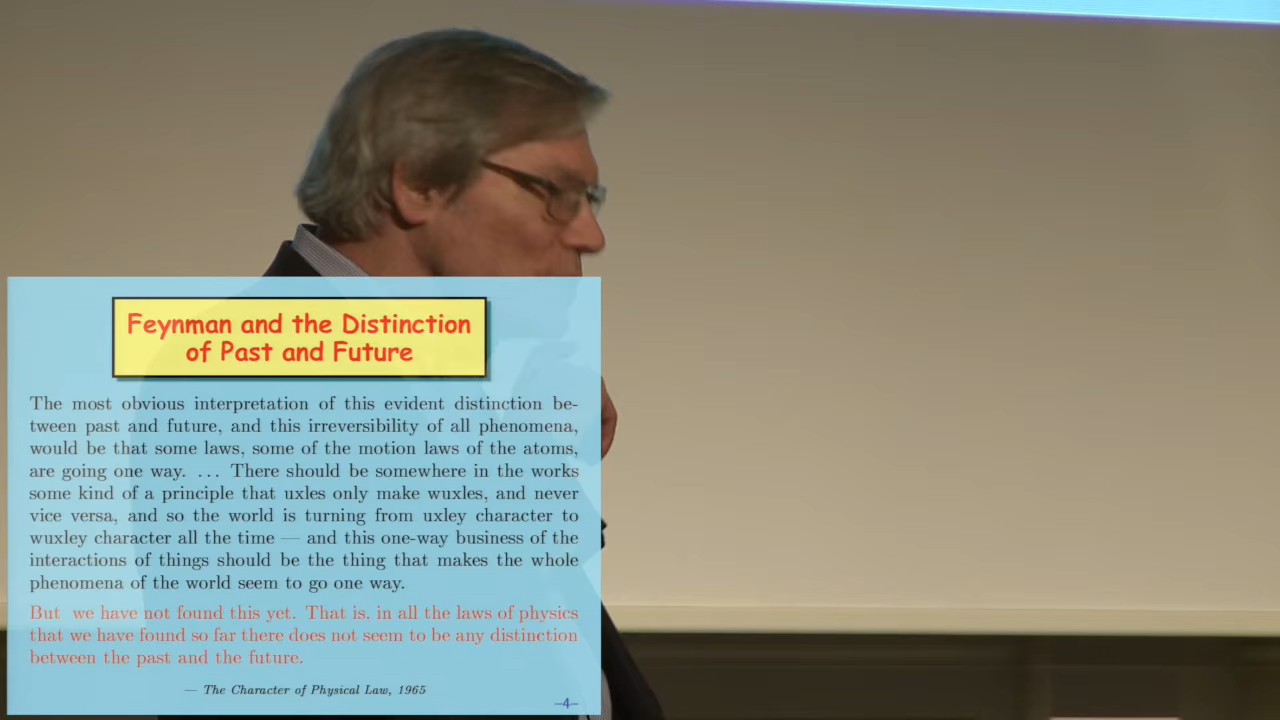 Feynman and the Distinction
of Past and Future
The most obvious interpretation of this evident distinction be-
tween past and future, and this irreversibility of all phenomena,
would be that some laws, some of the motion laws of the atoms,
are going one way. ... There should be somewhere in the works
some kind of a principle that uxles only make wuxles, and never
vice versa, and so the world is turning from uxley character to
wuxley character all the time — and this one-way business of the
interactions of things should be the thing that makes the whole
phenomena of the world seem to go one way.
But we have not found this yet. That is, in all the laws of physics
that we have found so far there does not seem to be any distinction
between the past and the future.
— The Character of Physical Law, 1965
–4–